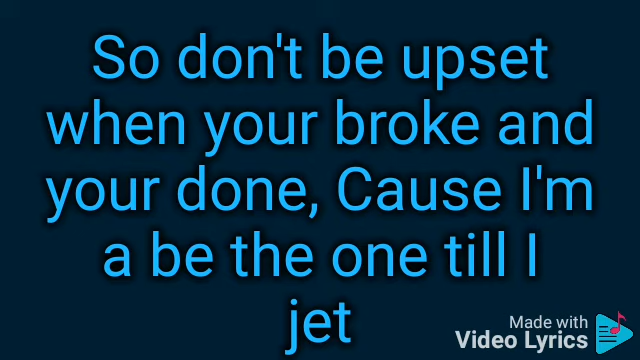 So don't be upset
when your broke and
your done, Cause I'm
a be the one till I
jet
Made with
Video Lyrics